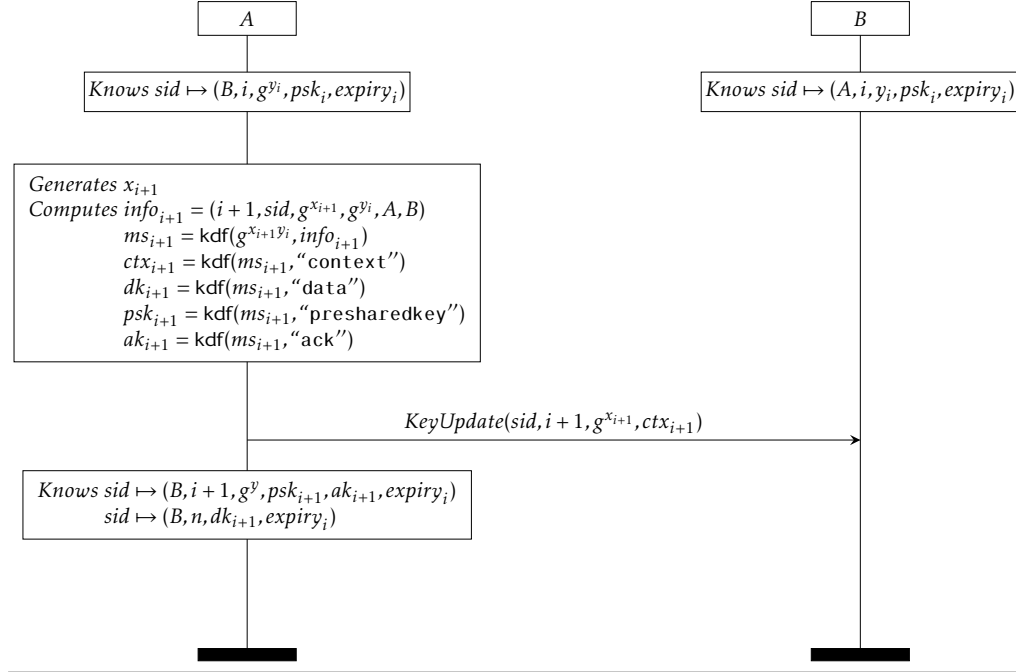 A
B
Knows sid ↦ (B, i, g^{y_i}, psk_i, expiry_i)
Knows sid ↦ (A, i, y_i, psk_i, expiry_i)
Generates x_{i+1}
Computes info_{i+1} = (i + 1, sid, g^{x_{i+1}}, g^{y_i}, A, B)
ms_{i+1} = kdf(g^{x_{i+1}y_i}, info_{i+1})
ctx_{i+1} = kdf(ms_{i+1}, “context”)
dk_{i+1} = kdf(ms_{i+1}, “data”)
psk_{i+1} = kdf(ms_{i+1}, “presharedkey”)
ak_{i+1} = kdf(ms_{i+1}, “ack”)
KeyUpdate(sid, i + 1, g^{x_{i+1}}, ctx_{i+1})
Knows sid ↦ (B, i + 1, g^y, psk_{i+1}, ak_{i+1}, expiry_i)
sid ↦ (B, n, dk_{i+1}, expiry_i)